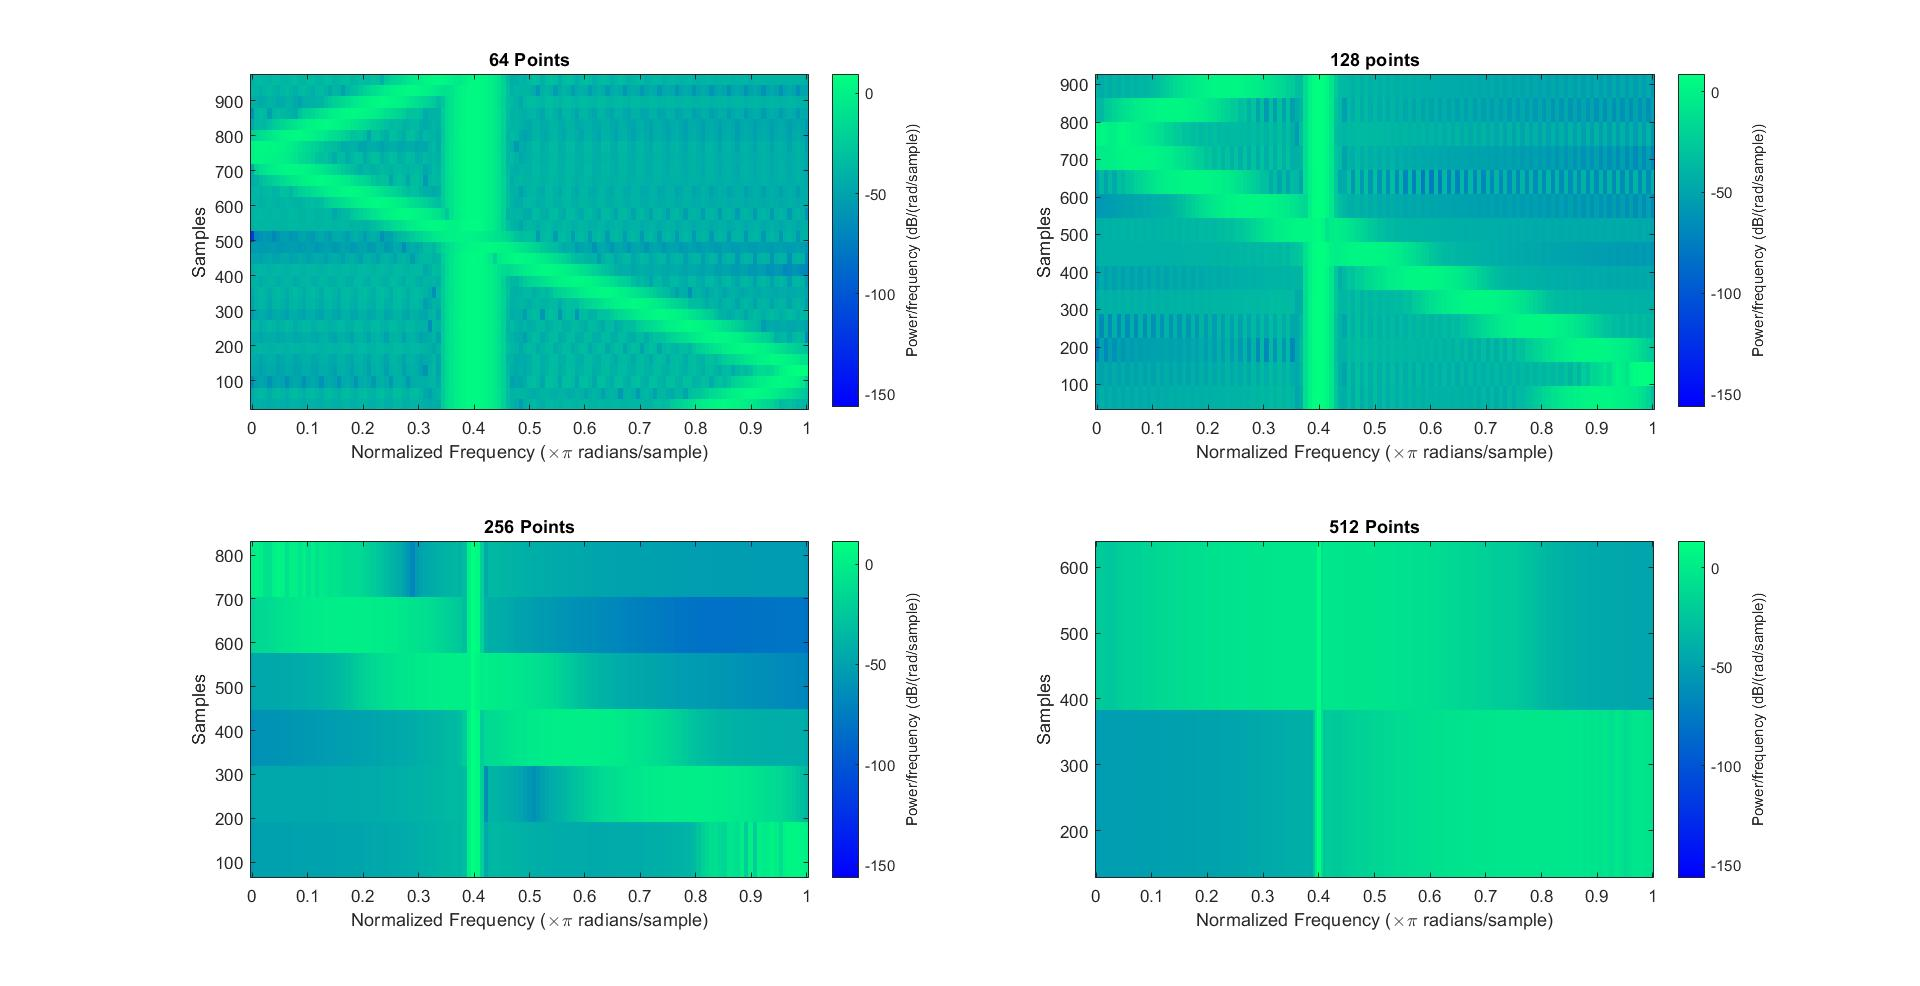 64 Points
900
800
700
600
500
400
300
200
100
Samples
0 0.1 0.2 0.3 0.4 0.5 0.6 0.7 0.8 0.9 1
Normalized Frequency (×π radians/sample)
0
-50
-100
-150
Power/frequency (dB/(rad/sample))
128 points
900
800
700
600
500
400
300
200
100
Samples
0 0.1 0.2 0.3 0.4 0.5 0.6 0.7 0.8 0.9 1
Normalized Frequency (×π radians/sample)
0
-50
-100
-150
Power/frequency (dB/(rad/sample))
256 Points
800
700
600
500
400
300
200
100
Samples
0 0.1 0.2 0.3 0.4 0.5 0.6 0.7 0.8 0.9 1
Normalized Frequency (×π radians/sample)
0
-50
-100
-150
Power/frequency (dB/(rad/sample))
512 Points
600
500
400
300
200
Samples
0 0.1 0.2 0.3 0.4 0.5 0.6 0.7 0.8 0.9 1
Normalized Frequency (×π radians/sample)
0
-50
-100
-150
Power/frequency (dB/(rad/sample))